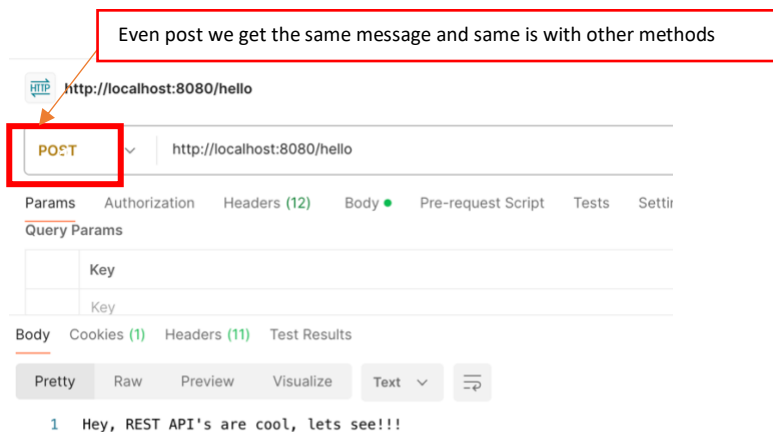 Even post we get the same message and same is with other methods
HTTP http://localhost:8080/hello
POST http://localhost:8080/hello
Params Authorization Headers (12) Body Pre-request Script Tests Settin
Query Params
Key
Key
Body Cookies (1) Headers (11) Test Results
Pretty Raw Preview Visualize Text
1 Hey, REST API's are cool, lets see!!!